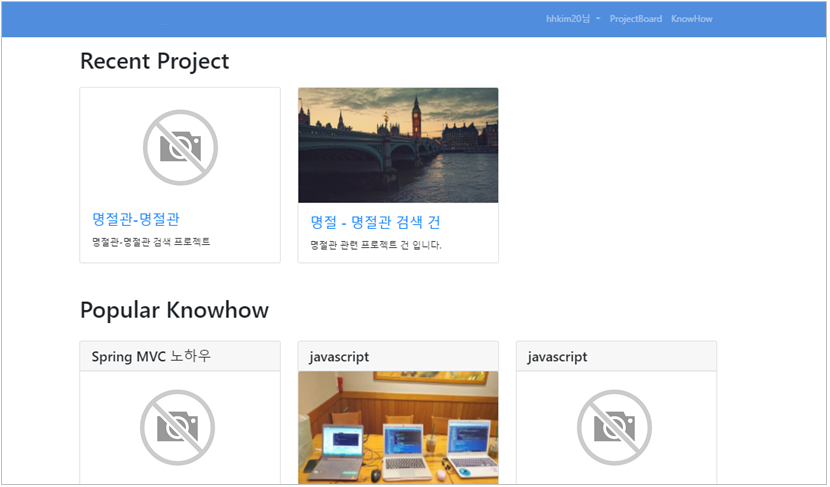 hhkim20님 ProjectBoard KnowHow
Recent Project
명절관-명절관
명절관-명절관 검색 프로젝트
명절 - 명절관 검색 건
명절관 관련 프로젝트 건 입니다.
Popular Knowhow
Spring MVC 노하우
javascript
javascript